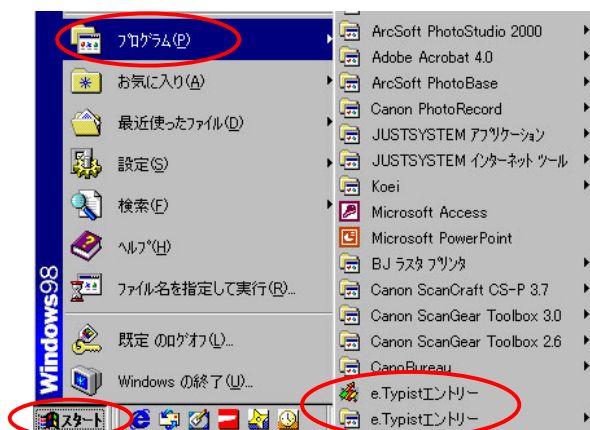 プログラム(P)
お気に入り(A)
最近使ったファイル(D)
設定(S)
検索(F)
ヘルプ(H)
ファイル名を指定して実行(R)...
既定 のログオフ(L)...
Windows の終了(U)...
Windows98
スタート
ArcSoft PhotoStudio 2000
Adobe Acrobat 4.0
ArcSoft PhotoBase
Canon PhotoRecord
JUSTSYSTEM アプリケーション
JUSTSYSTEM インターネット ツール
Koei
Microsoft Access
Microsoft PowerPoint
BJ ラスタ プリンタ
Canon ScanCraft CS-P 3.7
Canon ScanGear Toolbox 3.0
Canon ScanGear Toolbox 2.6
CanoBureau
e.Typistエントリー
e.Typistエントリー